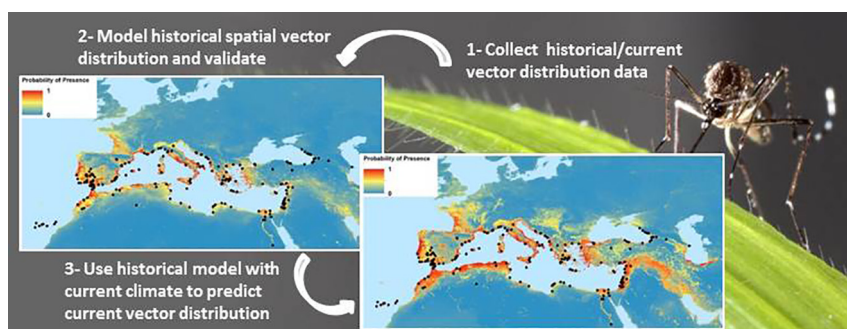 2- Model historical spatial vector
distribution and validate
1- Collect historical/current
vector distribution data
Probability of Presence
1
0
Probability of Presence
1
0
3- Use historical model with
current climate to predict
current vector distribution